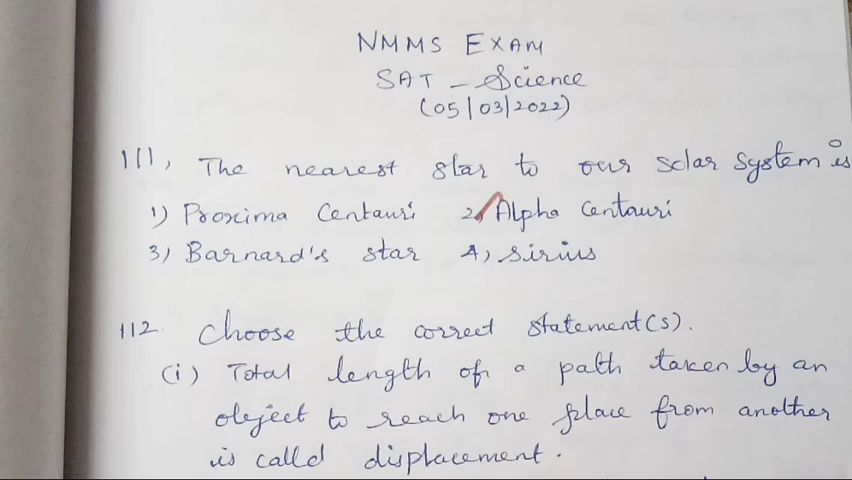 NMMS EXAM
SAT - Science
(05/03/2022)
111, The nearest star to our solar system is
1) Proxima Centauri 2) Alpha Centauri
3) Barnard's star 4) Sirius
112. Choose the correct statement(s).
(i) Total length of a path taken by an
object to reach one place from another
is called displacement.